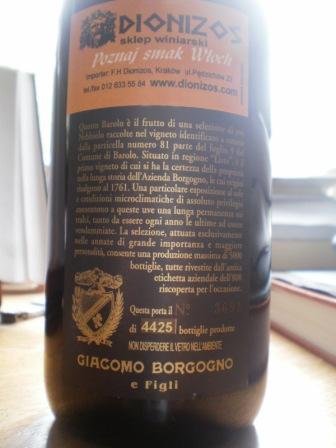 DIONIZOS
sklep winiarski
Poznaj smak Włoch
Importer: F.H Dionizos, Kraków ul.Pędzichów 23
tel./fax 012 633 55 84 www.dionizos.com
Questo Barolo è il frutto di una selezione di uve
Nebbiolo raccolte nel vigneto identificato a catasto
dalla particella numero 81 parte del foglio 9 del
Comune di Barolo. Situato in regione "Liste", è il
primo vigneto di cui si ha la certezza della proprietà
nella lunga storia dell'Azienda Borgogno, le cui origini
risalgono al 1761. Una particolare esposizione al sole
e condizioni microclimatiche di assoluto privilegio
consentono a queste uve una lunga permanenza sui
tralci, tanto da essere ogni anno le ultime ad essere
vendemmiate. La selezione, attuata esclusivamente
nelle annate di grande importanza e maggiore
personalità, consente una produzione massima di 5000
bottiglie, tutte rivestite dall'antica
etichetta aziendale dell'800
riscoperta per l'occasione.
Questa porta il N°
di 4425 bottiglie prodotte
NON DISPERDERE IL VETRO NELL'AMBIENTE
GIACOMO BORGOGNO
e Figli